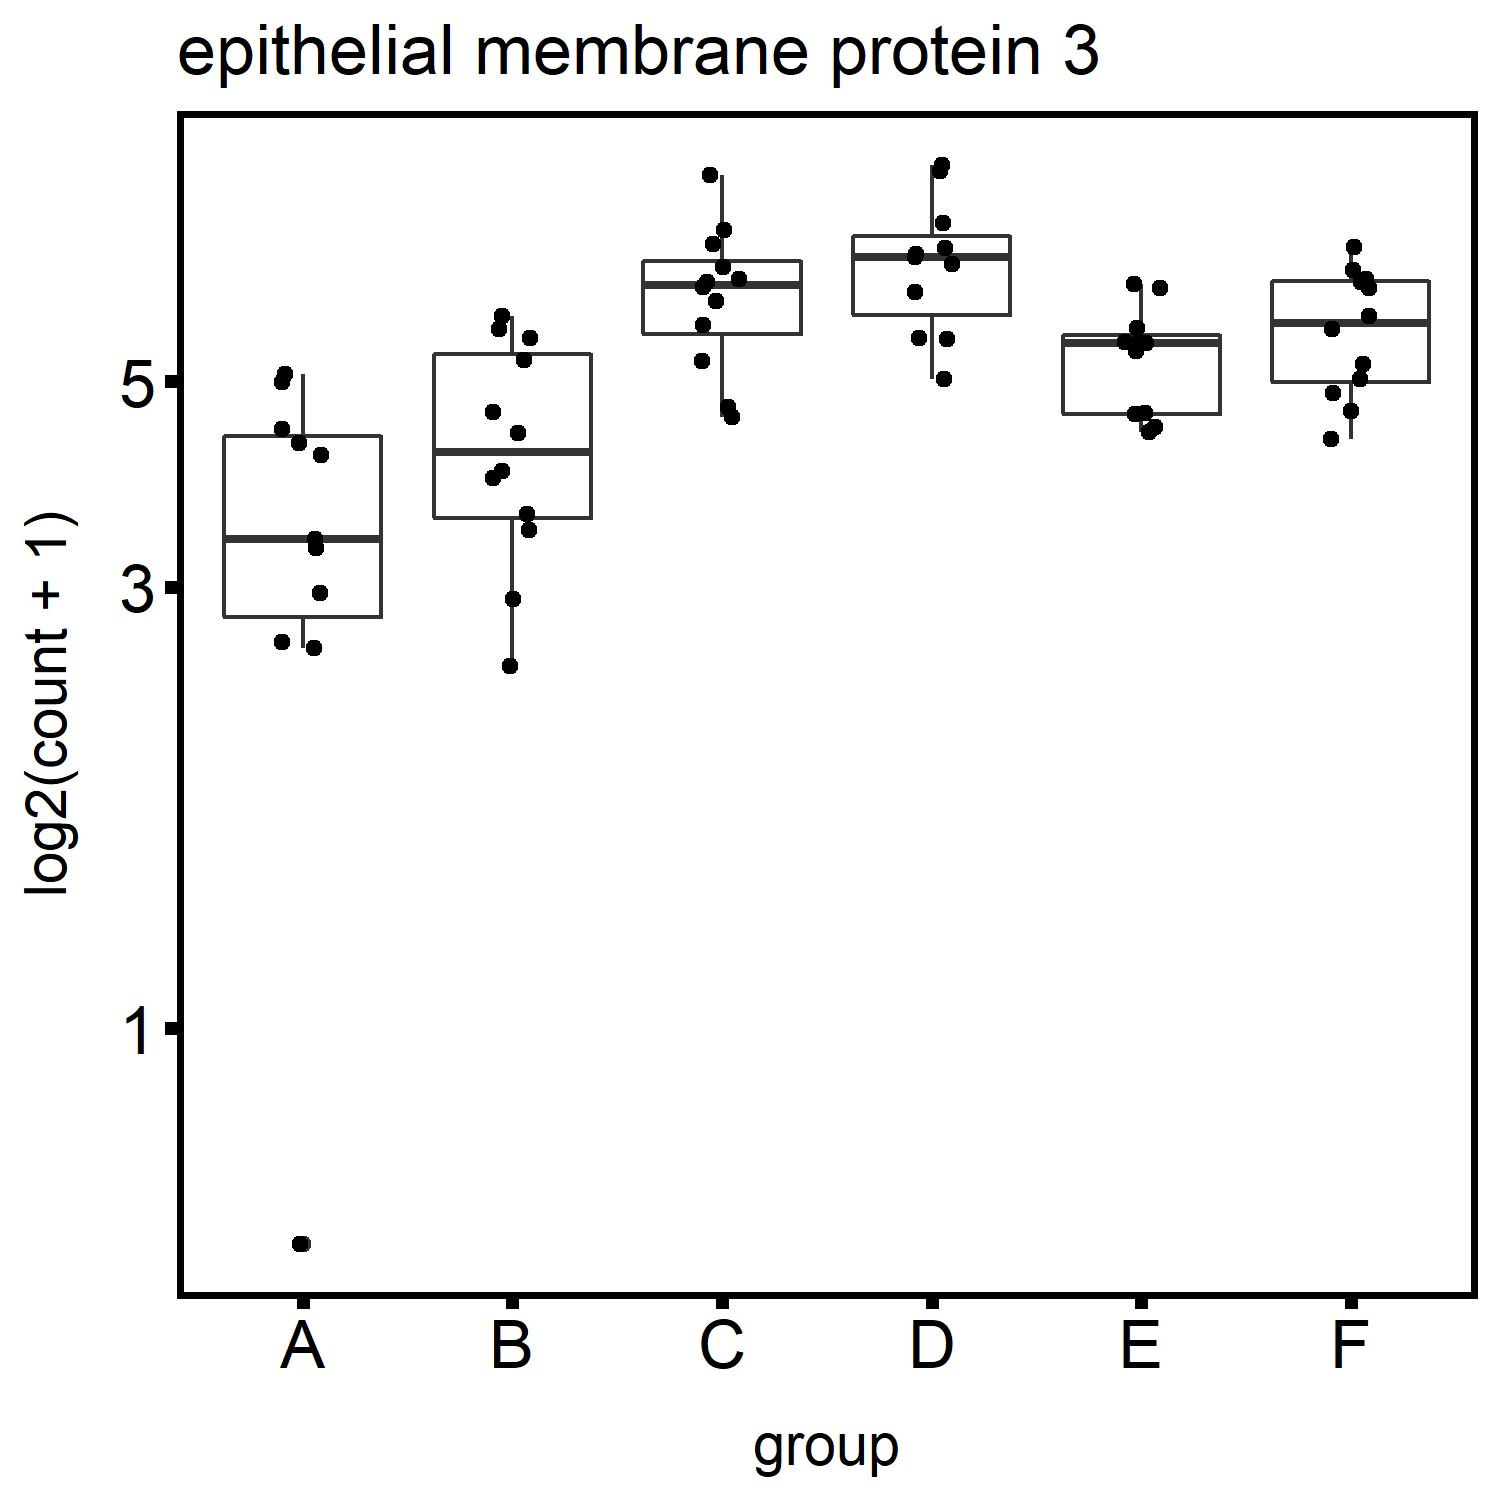 epithelial membrane protein 3
log2(count + 1)
5
3
1
A B C D E F
group